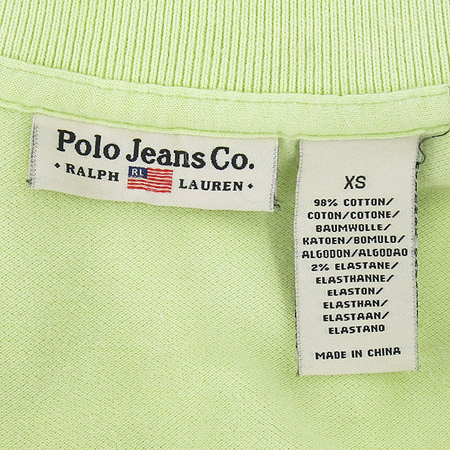 Polo Jeans Co.
• RALPH RL LAUREN •
XS
98% COTTON/
COTON/COTONE/
BAUMWOLLE/
KATOEN/BOMULD/
ALGODON/ALGODAO
2% ELASTANE/
ELASTHANNE/
ELASTON/
ELASTHAN/
ELASTAAN/
ELASTANO
MADE IN CHINA